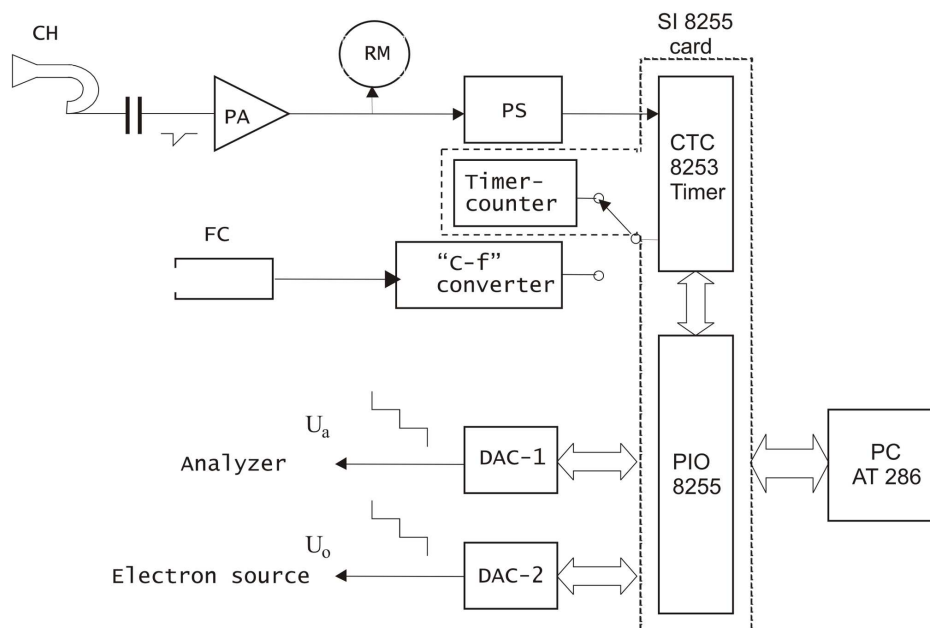 SI 8255
card
CH
RM
PA
PS
CTC
8253
Timer
Timer-
counter
FC
“C-f”
converter
Ua
Analyzer
DAC-1
PIO
8255
PC
AT 286
Uo
Electron source
DAC-2